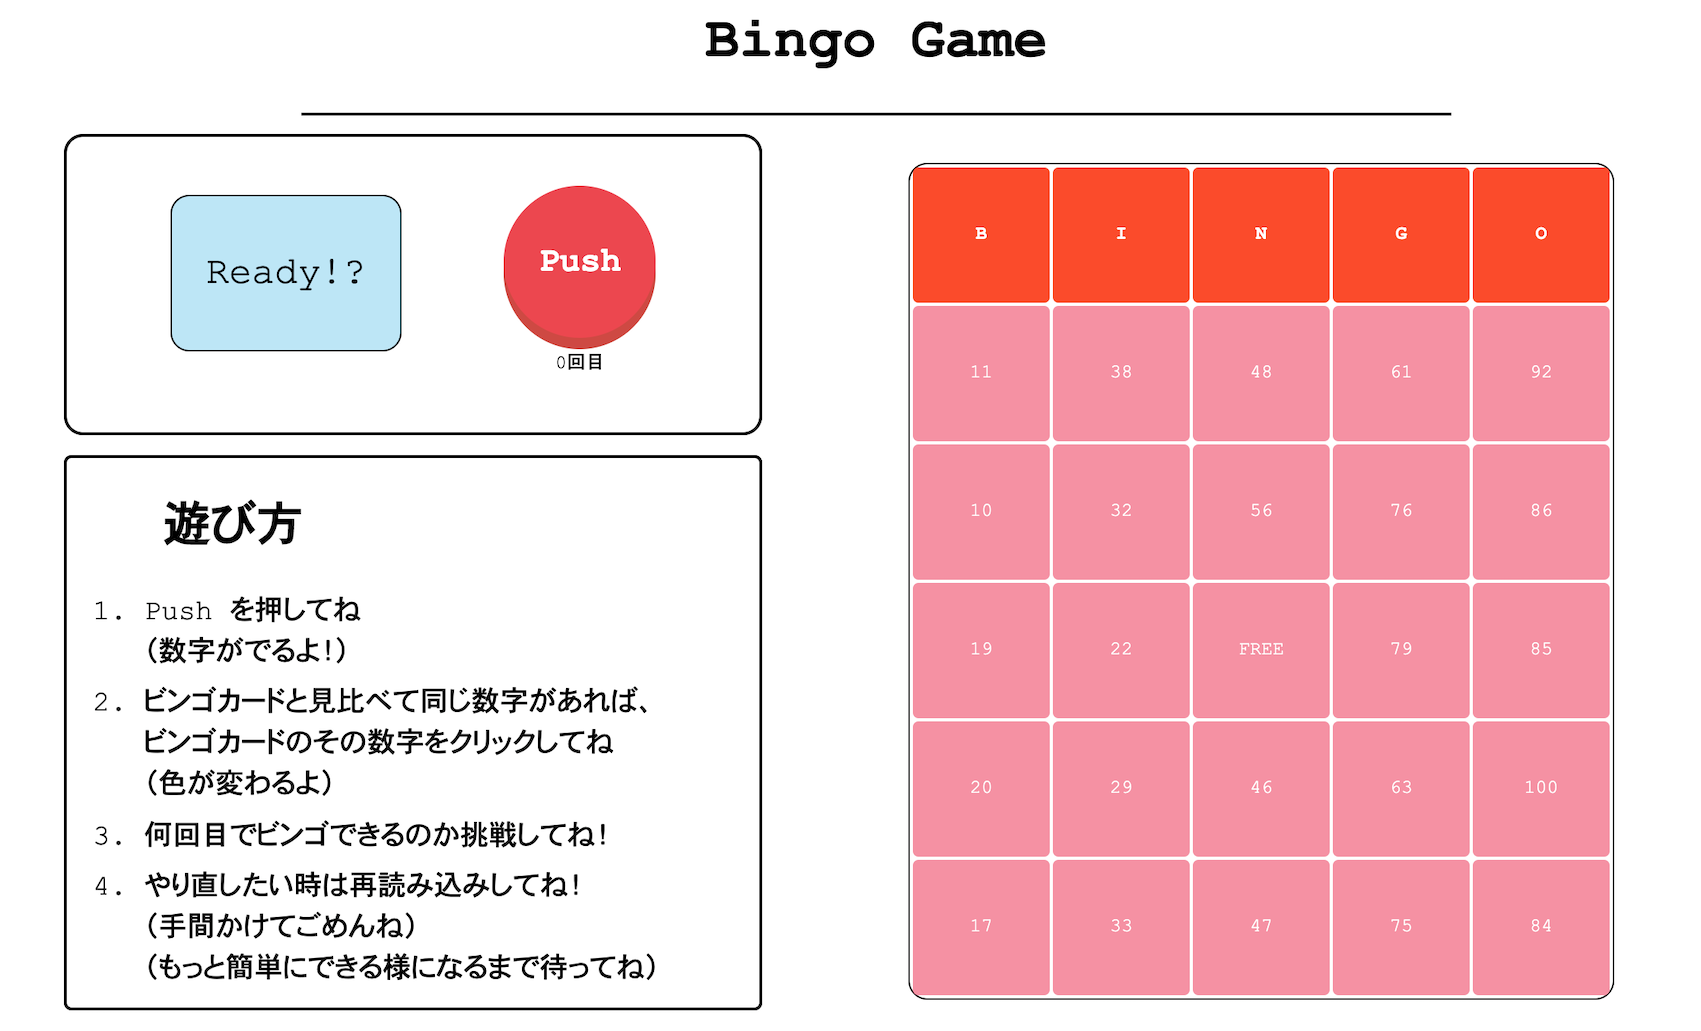 Bingo Game
Ready!?
Push
0回目
遊び方
1. Push を押してね
(数字がでるよ!)
2. ビンゴカードと見比べて同じ数字があれば、
ビンゴカードのその数字をクリックしてね
(色が変わるよ)
3. 何回目でビンゴできるのか挑戦してね!
4. やり直したい時は再読み込みしてね!
(手間かけてごめんね)
(もっと簡単にできる様になるまで待ってね)
B I N G O
11 38 48 61 92
10 32 56 76 86
19 22 FREE 79 85
20 29 46 63 100
17 33 47 75 84